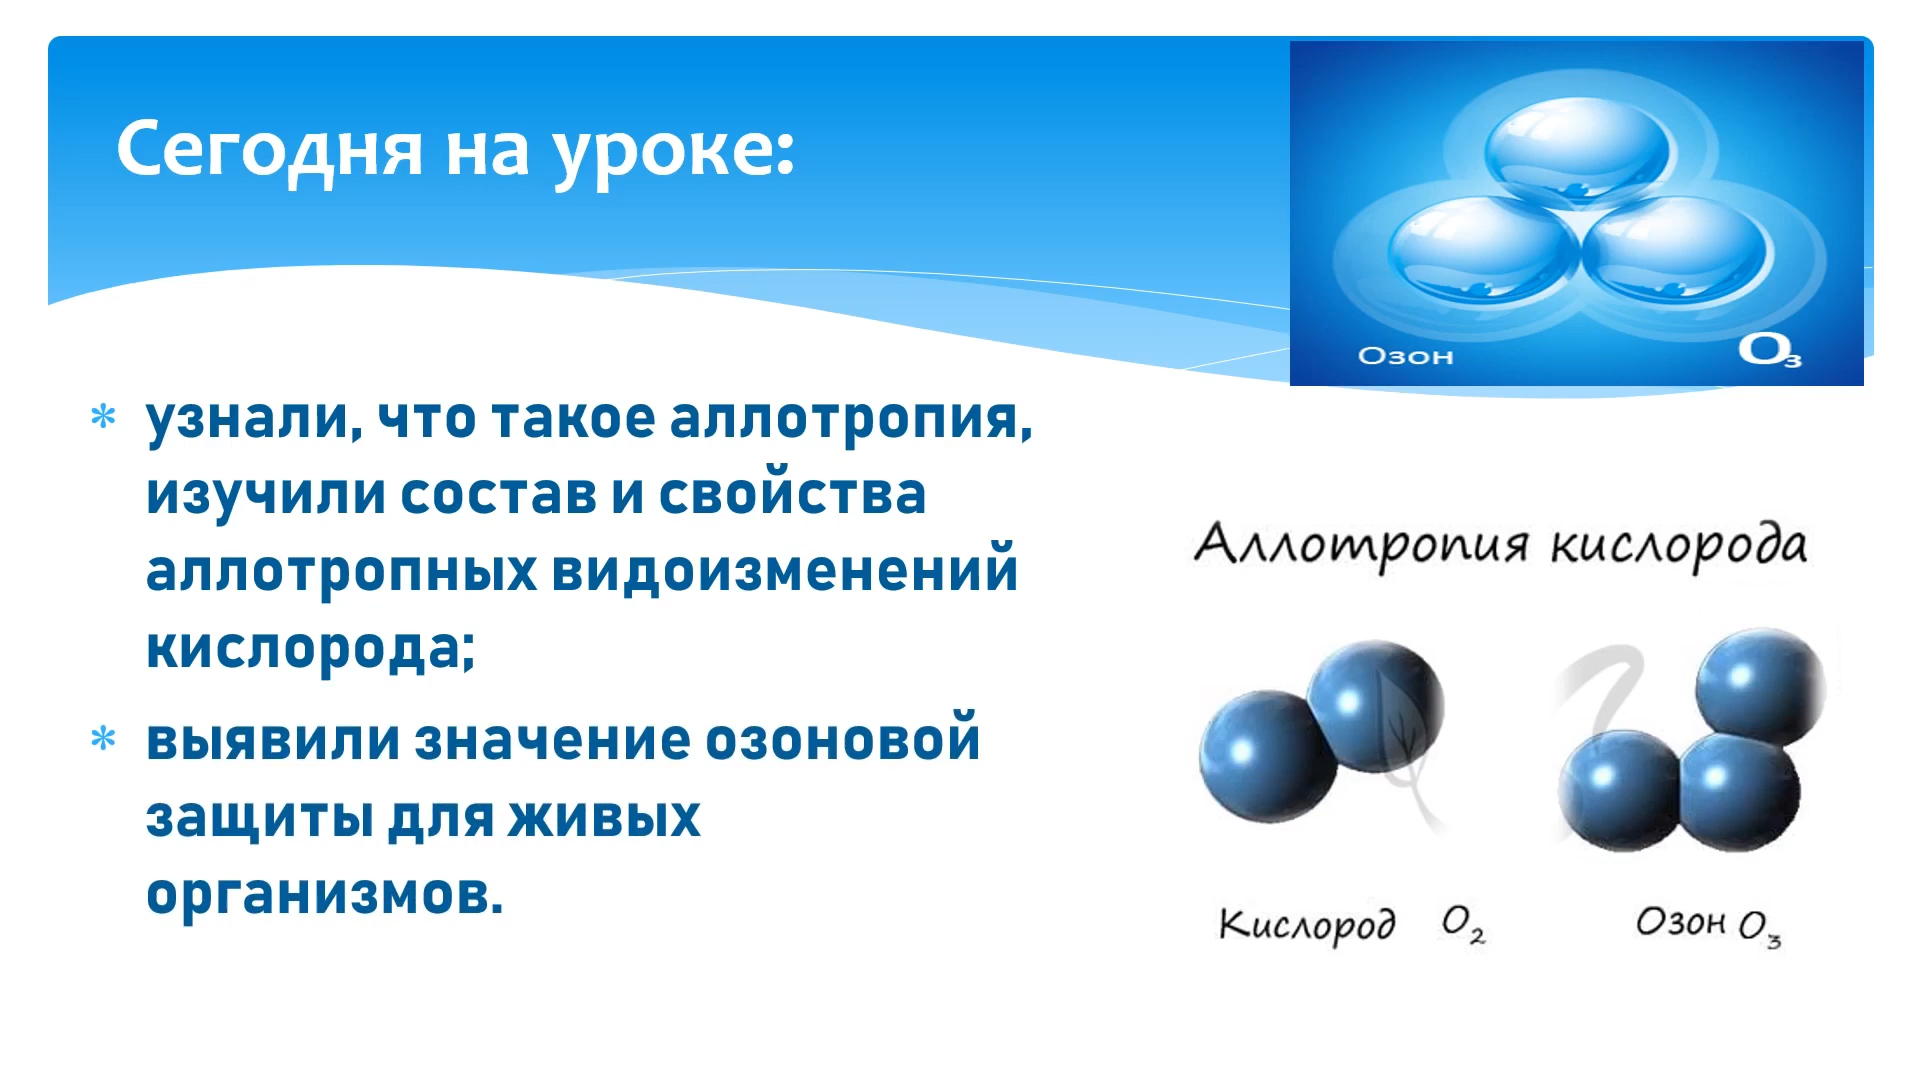 Сегодня на уроке:
Озон
O₃
* узнали, что такое аллотропия,
изучили состав и свойства
аллотропных видоизменений
кислорода;
* выявили значение озоновой
защиты для живых
организмов.
Аллотропия кислорода
Кислород O₂
Озон O₃